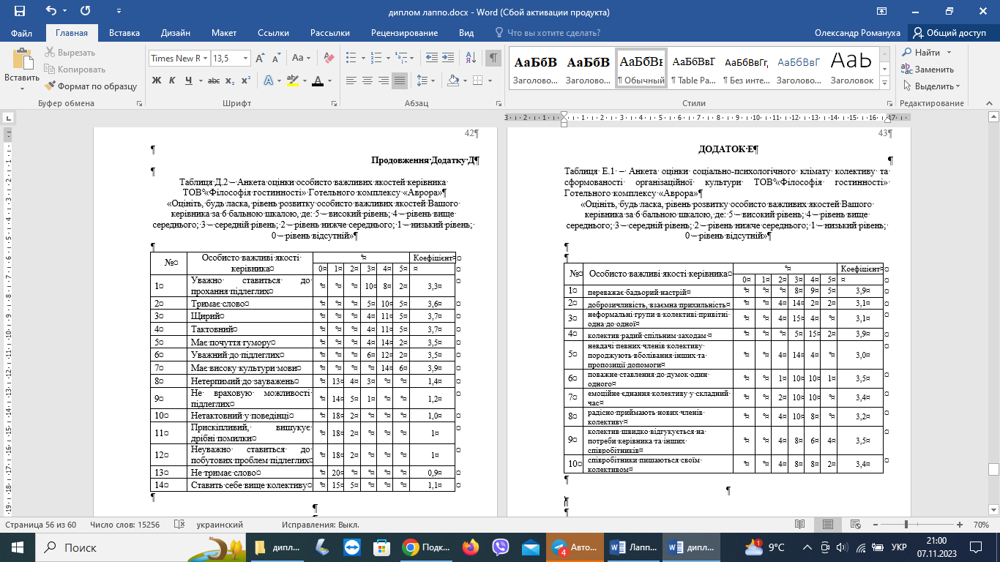 диплом лаппо.docx - Word (Сбой активации продукта)
Файл Главная Вставка Дизайн Макет Ссылки Рассылки Рецензирование Вид Что вы хотите сделать? Олександр Романуха Общий доступ
Вставить
Вырезать
Копировать
Формат по образцу
Буфер обмена
Times New R 13,5
Ж К Ч abc x₂ x²
Шрифт
Абзац
АаБбВ АаБбВ АаБбВı АаБбВвГ АаБбВвГг, АаБбВвГ АаЬ
Заголово... Заголово... ¶ Обычный ¶ Table Pa... ¶ Без инте... Заголово... Заголовок
Стили
Найти
Заменить
Выделить
Редактирование
42¶
¶
Продовження·Додатку·Д¶
¶
Таблиця·Д.2·–·Анкета·оцінки·особисто·важливих·якостей·керівника·
ТОВ°«Філософія·гостинності»·Готельного·комплексу·«Аврора»¶
«Оцініть,·будь·ласка,·рівень·розвитку·особисто·важливих·якостей·Вашого·
керівника·за·6·бальною·шкалою,·де:·5·–·високий·рівень;·4·–·рівень·вище·
середнього;·3·–·середній·рівень;·2·–·рівень·нижче·середнього;·1·–·низький·рівень;·
0·–·рівень·відсутній»¶
¶
№¤ Особисто·важливі·якості· керівника¤ °¤ Коефіцієнт¤
0¤ 1¤ 2¤ 3¤ 4¤ 5¤ ¤
1¤ Уважно· ставиться· до· прохання·підлеглих¤ °¤ °¤ °¤ 10¤ 8¤ 2¤ 3,3¤
2¤ Тримає·слово¤ °¤ °¤ °¤ 5¤ 10¤ 5¤ 3,6¤
3¤ Щирий¤ °¤ °¤ °¤ 4¤ 11¤ 5¤ 3,7¤
4¤ Тактовний¤ °¤ °¤ °¤ 4¤ 11¤ 5¤ 3,7¤
5¤ Має·почуття·гумору¤ °¤ °¤ °¤ 4¤ 14¤ 2¤ 3,5¤
6¤ Уважний·до·підлеглих¤ °¤ °¤ °¤ 6¤ 12¤ 2¤ 3,5¤
7¤ Має·високу·культури·мови¤ °¤ °¤ °¤ °¤ 14¤ 6¤ 3,9¤
8¤ Нетерпимий·до·зауважень¤ °¤ 13¤ 4¤ 3¤ °¤ °¤ 1,4¤
9¤ Не· враховую· можливості· підлеглих¤ °¤ 14¤ 5¤ 1¤ °¤ °¤ 1,2¤
10¤ Нетактовний·у·поведінці¤ °¤ 18¤ 2¤ °¤ °¤ °¤ 1,0¤
11¤ Прискіпливий,· вишукує· дрібні·помилки¤ °¤ 18¤ 2¤ °¤ °¤ °¤ 1¤
12¤ Неуважно· ставиться· до· побутових·проблем·підлеглих¤ °¤ 18¤ 2¤ °¤ °¤ °¤ 1¤
13¤ Не·тримає·слово¤ °¤ 20¤ °¤ °¤ °¤ °¤ 0,9¤
14¤ Ставить·себе·вище·колективу¤ °¤ 15¤ 5¤ °¤ °¤ °¤ 1,1¤
¶
¶
43¶
ДОДАТОК·Е¶
¶
Таблиця· Е.1· –· Анкета· оцінки· соціально-психологічного· клімату· колективу· та·
сформованості· організаційної· культури· ТОВ°«Філософія· гостинності»·
Готельного·комплексу·«Аврора»¶
«Оцініть,·будь·ласка,·рівень·розвитку·особисто·важливих·якостей·Вашого·
керівника·за·6·бальною·шкалою,·де:·5·–·високий·рівень;·4·–·рівень·вище·
середнього;·3·–·середній·рівень;·2·–·рівень·нижче·середнього;·1·–·низький·рівень;·
0·–·рівень·відсутній»¶
¶
¶
№¤ Особисто·важливі·якості·керівника¤ °¤ Коефіцієнт¤
0¤ 1¤ 2¤ 3¤ 4¤ 5¤ ¤
1¤ переважає·бадьорий·настрій¤ °¤ °¤ °¤ 8¤ 9¤ 5¤ 3,9¤
2¤ доброзичливість,·взаємна·прихильність¤ °¤ °¤ 4¤ 14¤ 2¤ 2¤ 3,1¤
3¤ неформальні·групи·в·колективі·привітні· одна·до·одної¤ °¤ °¤ 4¤ 15¤ 4¤ °¤ 3,1¤
4¤ колектив·радий·спільним·заходам¤ °¤ °¤ °¤ 5¤ 15¤ 2¤ 3,9¤
5¤ невдачі·певних·членів·колективу· породжують·вболівання·інших·та· пропозиції·допомоги¤ °¤ °¤ 4¤ 14¤ 4¤ °¤ 3,0¤
6¤ поважне·ставлення·до·думок·один· одного¤ °¤ °¤ 1¤ 10¤ 10¤ 1¤ 3,5¤
7¤ емоційне·єднання·колективу·у·складний· час¤ °¤ °¤ 2¤ 10¤ 10¤ °¤ 3,4¤
8¤ радісно·приймають·нових·членів· колективу¤ °¤ °¤ 4¤ 10¤ 8¤ °¤ 3,2¤
9¤ колектив·швидко·відгукується·на· потреби·керівника·та·інших· співробітників¤ °¤ °¤ 4¤ 8¤ 6¤ 4¤ 3,5¤
10¤ співробітники·пишаються·своїм· колективом¤ °¤ °¤ 4¤ 8¤ 8¤ 2¤ 3,4¤
¶
¶
¶
¶
Страница 56 из 60 Число слов: 15256 украинский Исправления: Выкл. 70%
Поиск дипл... Подк... 4 Авто... Лапп... дипл... 1 9°C УКР 21:00
07.11.2023